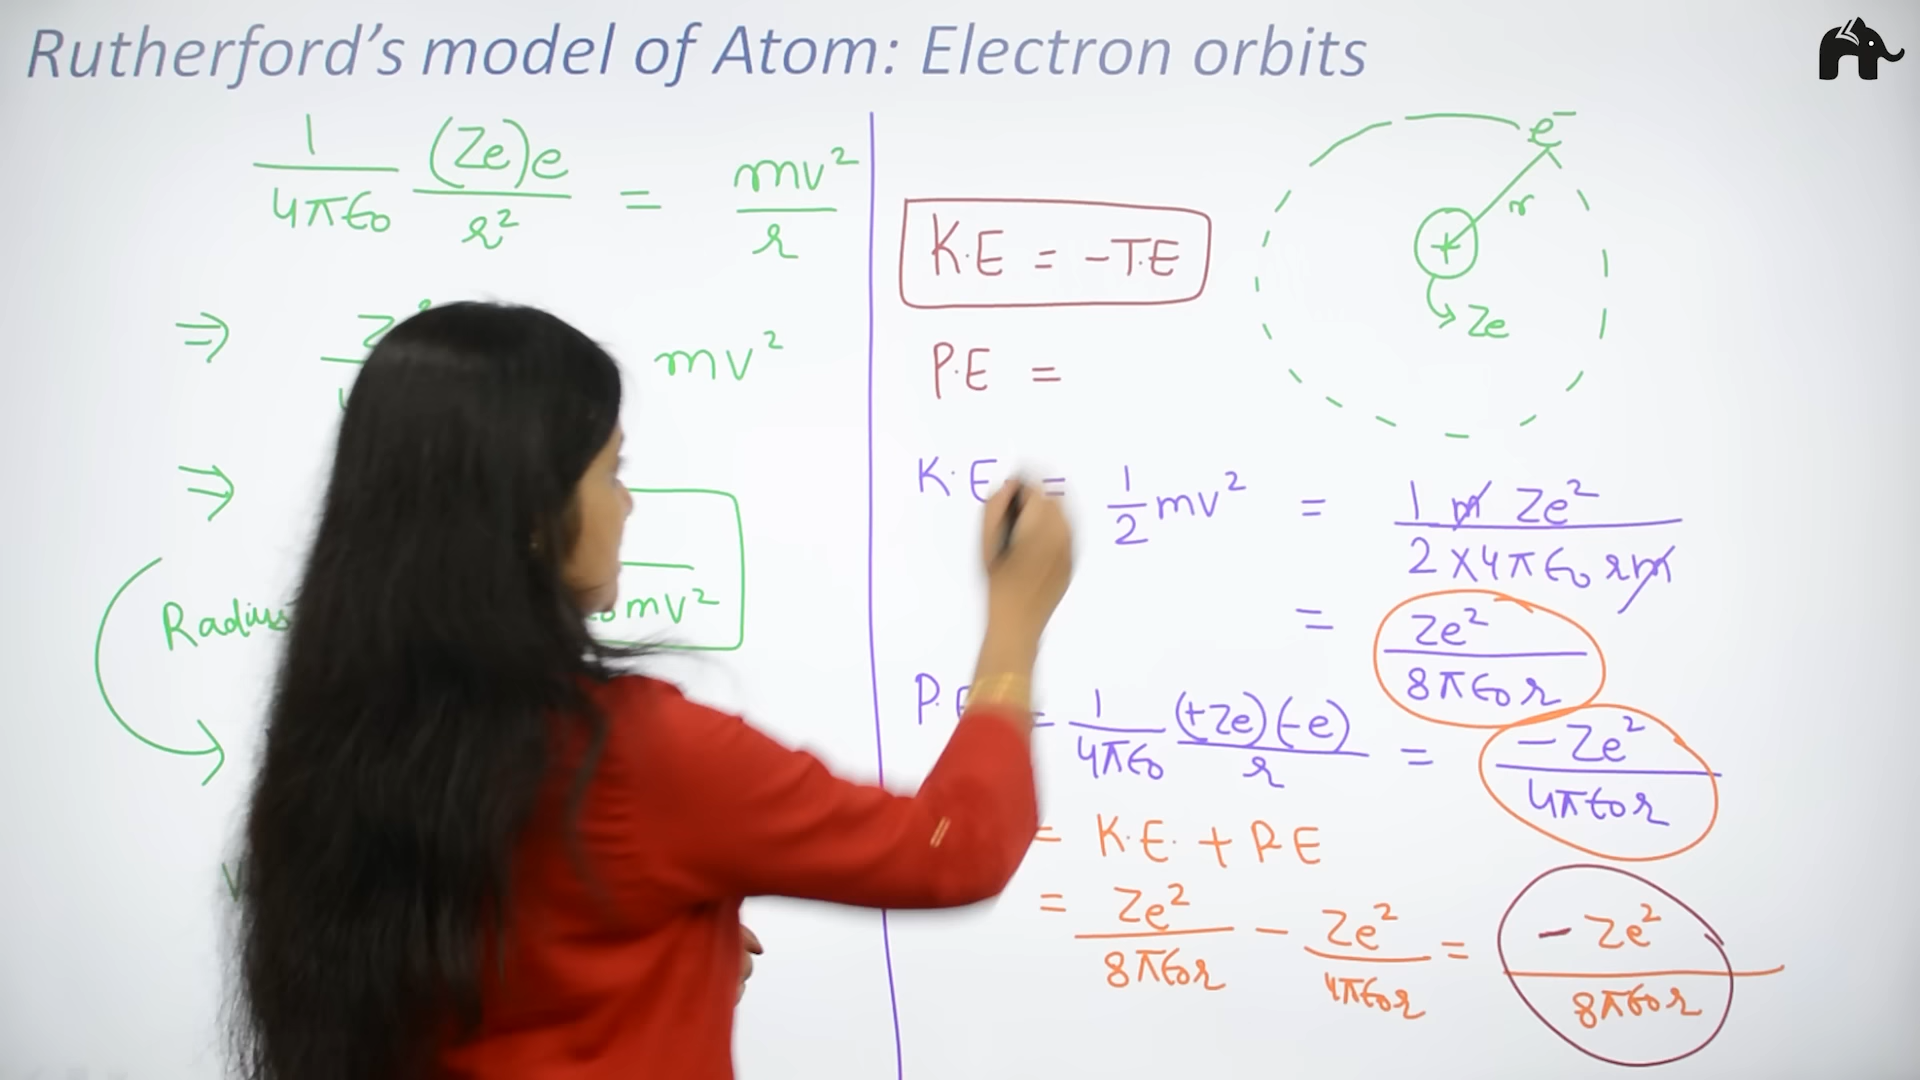 Rutherford's model of Atom: Electron orbits
1/4πε₀ (Ze)e/r² = mv²/r
⇒ mv²
⇒
Radius mv²
K.E = -T.E
P.E =
K.E = 1/2 mv² = 1 m Ze²/2×4πε₀ r m
= Ze²/8πε₀r
P.E = 1/4πε₀ (+Ze)(-e)/r = -Ze²/4πε₀r
= K.E. + P.E
= Ze²/8πε₀r - Ze²/4πε₀r = -Ze²/8πε₀r
e⁻
r
+
Ze